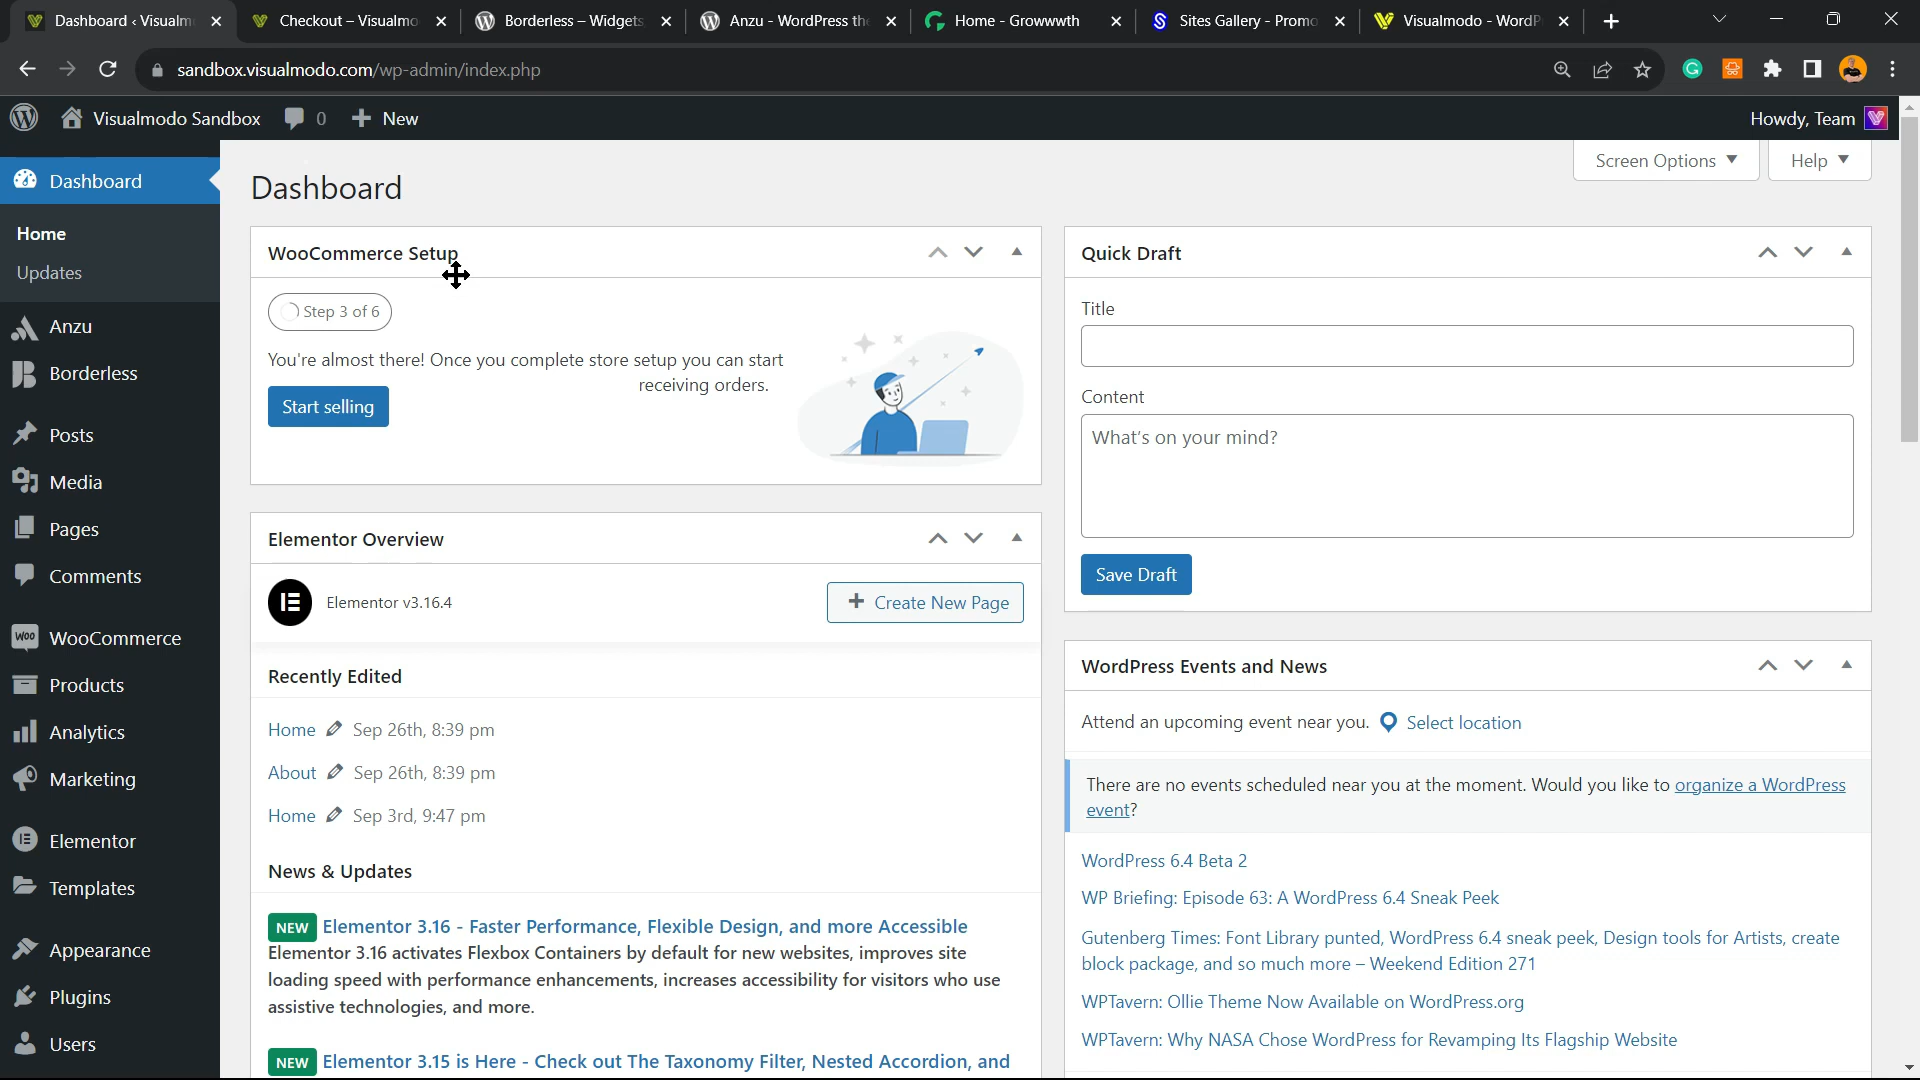 Dashboard ‹ Visualm
Checkout – Visualmo
Borderless – Widgets
Anzu - WordPress the
Home - Growwwth
Sites Gallery - Promo
Visualmodo - WordP
sandbox.visualmodo.com/wp-admin/index.php
Visualmodo Sandbox
0
New
Howdy, Team
Dashboard
Home
Updates
Anzu
Borderless
Posts
Media
Pages
Comments
Woo WooCommerce
Products
Analytics
Marketing
Elementor
Templates
Appearance
Plugins
Users
Screen Options
Help
Dashboard
WooCommerce Setup
Step 3 of 6
You're almost there! Once you complete store setup you can start
receiving orders.
Start selling
Elementor Overview
Elementor v3.16.4
Create New Page
Recently Edited
Home Sep 26th, 8:39 pm
About Sep 26th, 8:39 pm
Home Sep 3rd, 9:47 pm
News & Updates
NEW Elementor 3.16 - Faster Performance, Flexible Design, and more Accessible
Elementor 3.16 activates Flexbox Containers by default for new websites, improves site
loading speed with performance enhancements, increases accessibility for visitors who use
assistive technologies, and more.
NEW Elementor 3.15 is Here - Check out The Taxonomy Filter, Nested Accordion, and
Quick Draft
Title
Content
What's on your mind?
Save Draft
WordPress Events and News
Attend an upcoming event near you. Select location
There are no events scheduled near you at the moment. Would you like to organize a WordPress
event?
WordPress 6.4 Beta 2
WP Briefing: Episode 63: A WordPress 6.4 Sneak Peek
Gutenberg Times: Font Library punted, WordPress 6.4 sneak peek, Design tools for Artists, create
block package, and so much more – Weekend Edition 271
WPTavern: Ollie Theme Now Available on WordPress.org
WPTavern: Why NASA Chose WordPress for Revamping Its Flagship Website